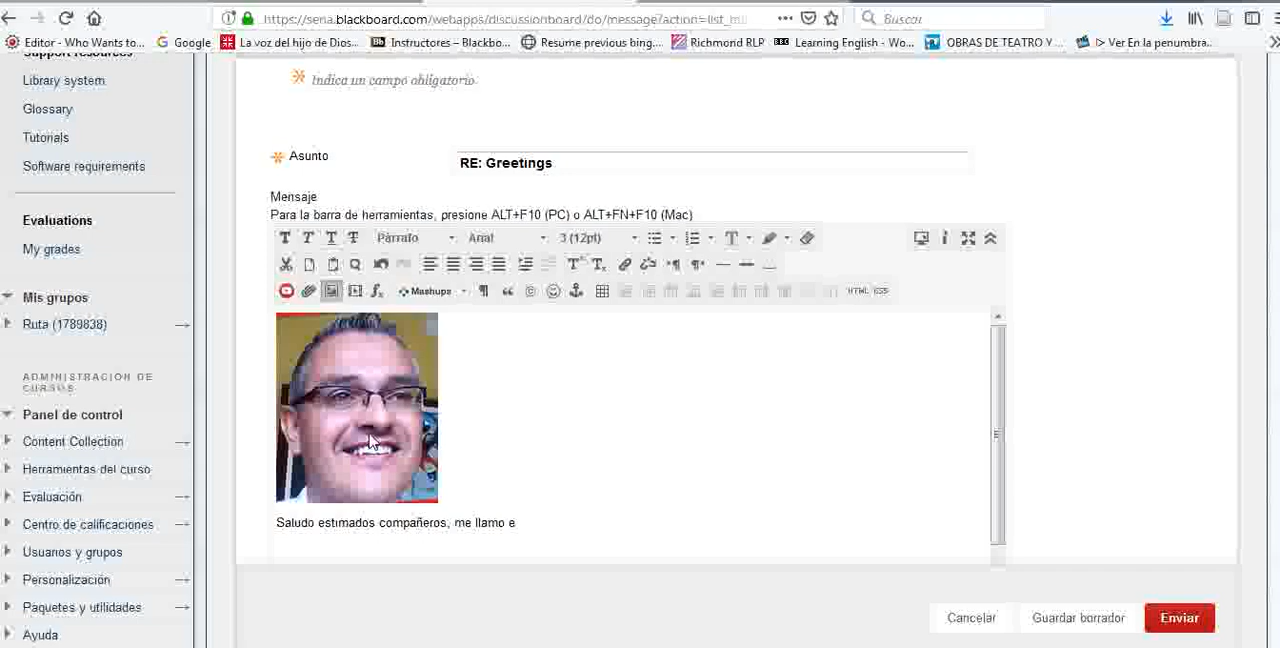 https://sena.blackboard.com/webapps/discussionboard/do/message?action=list_m
Buscar
Editor - Who Wants to...
Google
La voz del hijo de Dios...
Bb Instructores – Blackbo...
Resume previous bing...
Richmond RLP
Learning English - Wo...
OBRAS DE TEATRO Y ...
▷ Ver En la penumbra...
Support Resources
Library system
Glossary
Tutorials
Software requirements
Evaluations
My grades
Mis grupos
Ruta (1789838)
ADMINISTRACIÓN DE
CURSOS
Panel de control
Content Collection
Herramientas del curso
Evaluación
Centro de calificaciones
Usuarios y grupos
Personalización
Paquetes y utilidades
Ayuda
Indica un campo obligatorio.
Asunto
RE: Greetings
Mensaje
Para la barra de herramientas, presione ALT+F10 (PC) o ALT+FN+F10 (Mac)
T T T T Párrafo Arial 3 (12pt)
Mashups HTML CSS
Saludo estimados compañeros, me llamo e
Cancelar
Guardar borrador
Enviar